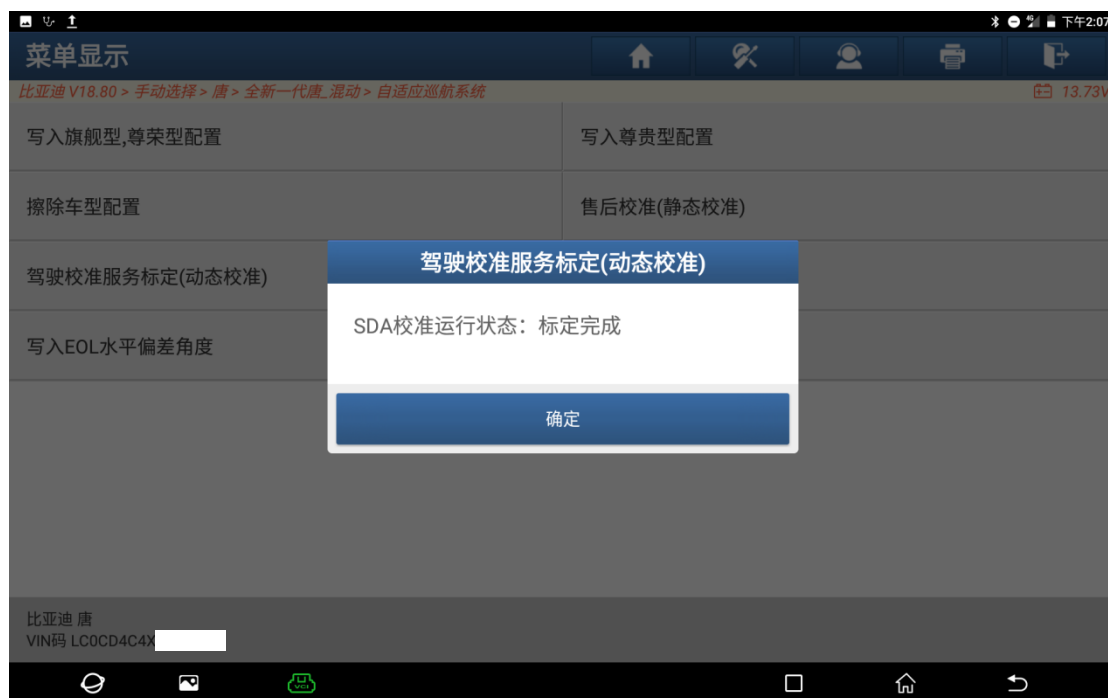 下午2:07
菜单显示
比亚迪 V18.80 > 手动选择 > 唐 > 全新一代唐_混动 > 自适应巡航系统
13.73V
写入旗舰型,尊荣型配置
写入尊贵型配置
擦除车型配置
售后校准(静态校准)
驾驶校准服务标定(动态校准)
驾驶校准服务标定(动态校准)
SDA校准运行状态：标定完成
写入EOL水平偏差角度
确定
比亚迪 唐
VIN码 LC0CD4C4X
VCI